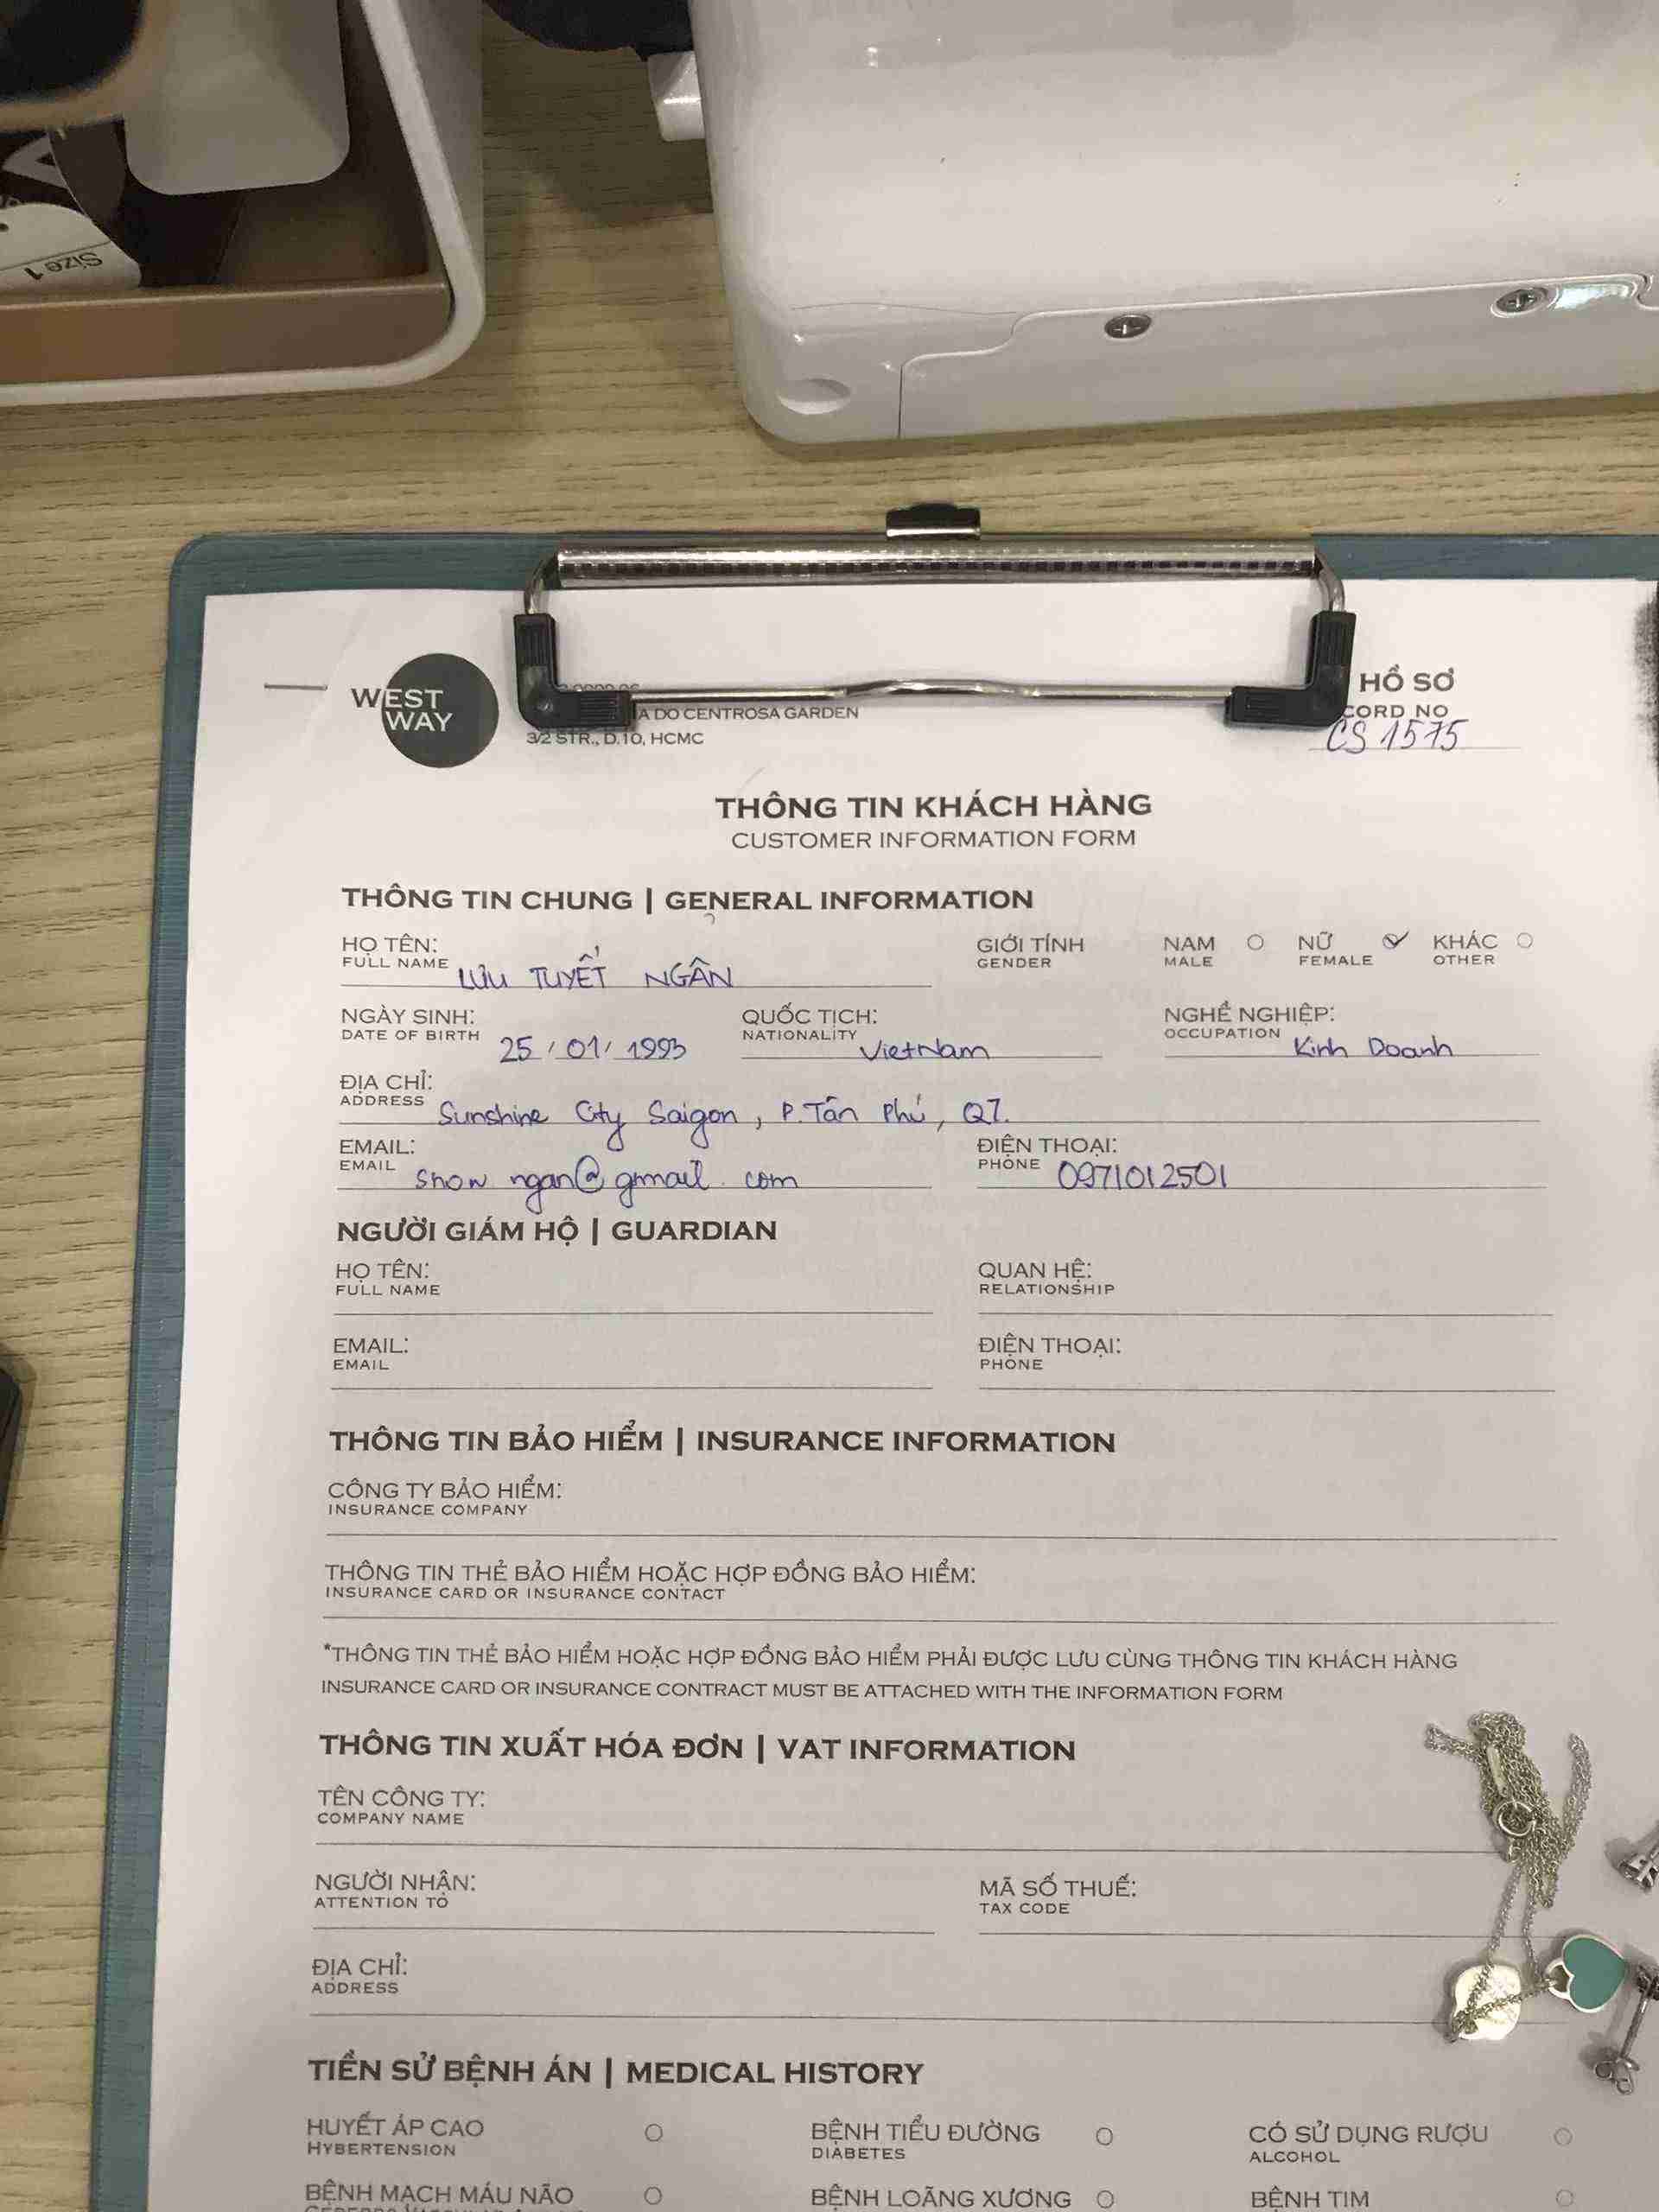 Size 1
WEST
WAY
A DO CENTROSA GARDEN
3/2 STR., D.10, HCMC
HỒ SƠ
CORD NO
CS 1575
THÔNG TIN KHÁCH HÀNG
CUSTOMER INFORMATION FORM
THÔNG TIN CHUNG | GENERAL INFORMATION
HỌ TÊN: LƯU TUYẾT NGÂN
FULL NAME
GIỚI TÍNH NAM NỮ KHÁC
GENDER MALE FEMALE OTHER
NGÀY SINH: QUỐC TỊCH: NGHỀ NGHIỆP:
DATE OF BIRTH 25/01/1993 NATIONALITY VietNam OCCUPATION Kinh Doanh
ĐỊA CHỈ:
ADDRESS Sunshine City Saigon, P. Tân Phú, Q7.
EMAIL: ĐIỆN THOẠI:
EMAIL snow ngan@gmail.com PHONE 0971012501
NGƯỜI GIÁM HỘ | GUARDIAN
HỌ TÊN: QUAN HỆ:
FULL NAME RELATIONSHIP
EMAIL: ĐIỆN THOẠI:
EMAIL PHONE
THÔNG TIN BẢO HIỂM | INSURANCE INFORMATION
CÔNG TY BẢO HIỂM:
INSURANCE COMPANY
THÔNG TIN THẺ BẢO HIỂM HOẶC HỢP ĐỒNG BẢO HIỂM:
INSURANCE CARD OR INSURANCE CONTACT
*THÔNG TIN THẺ BẢO HIỂM HOẶC HỢP ĐỒNG BẢO HIỂM PHẢI ĐƯỢC LƯU CÙNG THÔNG TIN KHÁCH HÀNG
INSURANCE CARD OR INSURANCE CONTRACT MUST BE ATTACHED WITH THE INFORMATION FORM
THÔNG TIN XUẤT HÓA ĐƠN | VAT INFORMATION
TÊN CÔNG TY:
COMPANY NAME
NGƯỜI NHẬN: MÃ SỐ THUẾ:
ATTENTION TO TAX CODE
ĐỊA CHỈ:
ADDRESS
TIỀN SỬ BỆNH ÁN | MEDICAL HISTORY
HUYẾT ÁP CAO BỆNH TIỂU ĐƯỜNG CÓ SỬ DỤNG RƯỢU
HYBERTENSION DIABETES ALCOHOL
BỆNH MẠCH MÁU NÃO BỆNH LOÃNG XƯƠNG BỆNH TIM